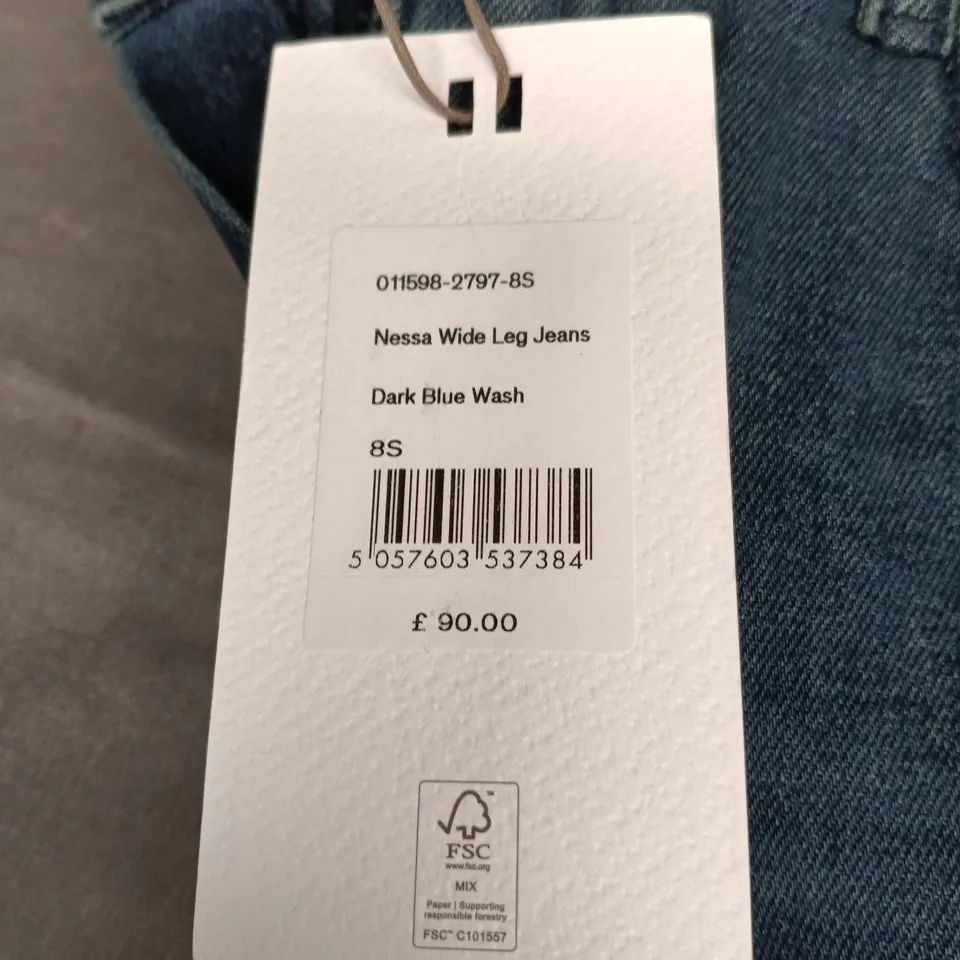 011598-2797-8S
Nessa Wide Leg Jeans
Dark Blue Wash
8S
5 057603 537384
£ 90.00
FSC™
www.fsc.org
MIX
Paper | Supporting
responsible forestry
FSC™ C101557